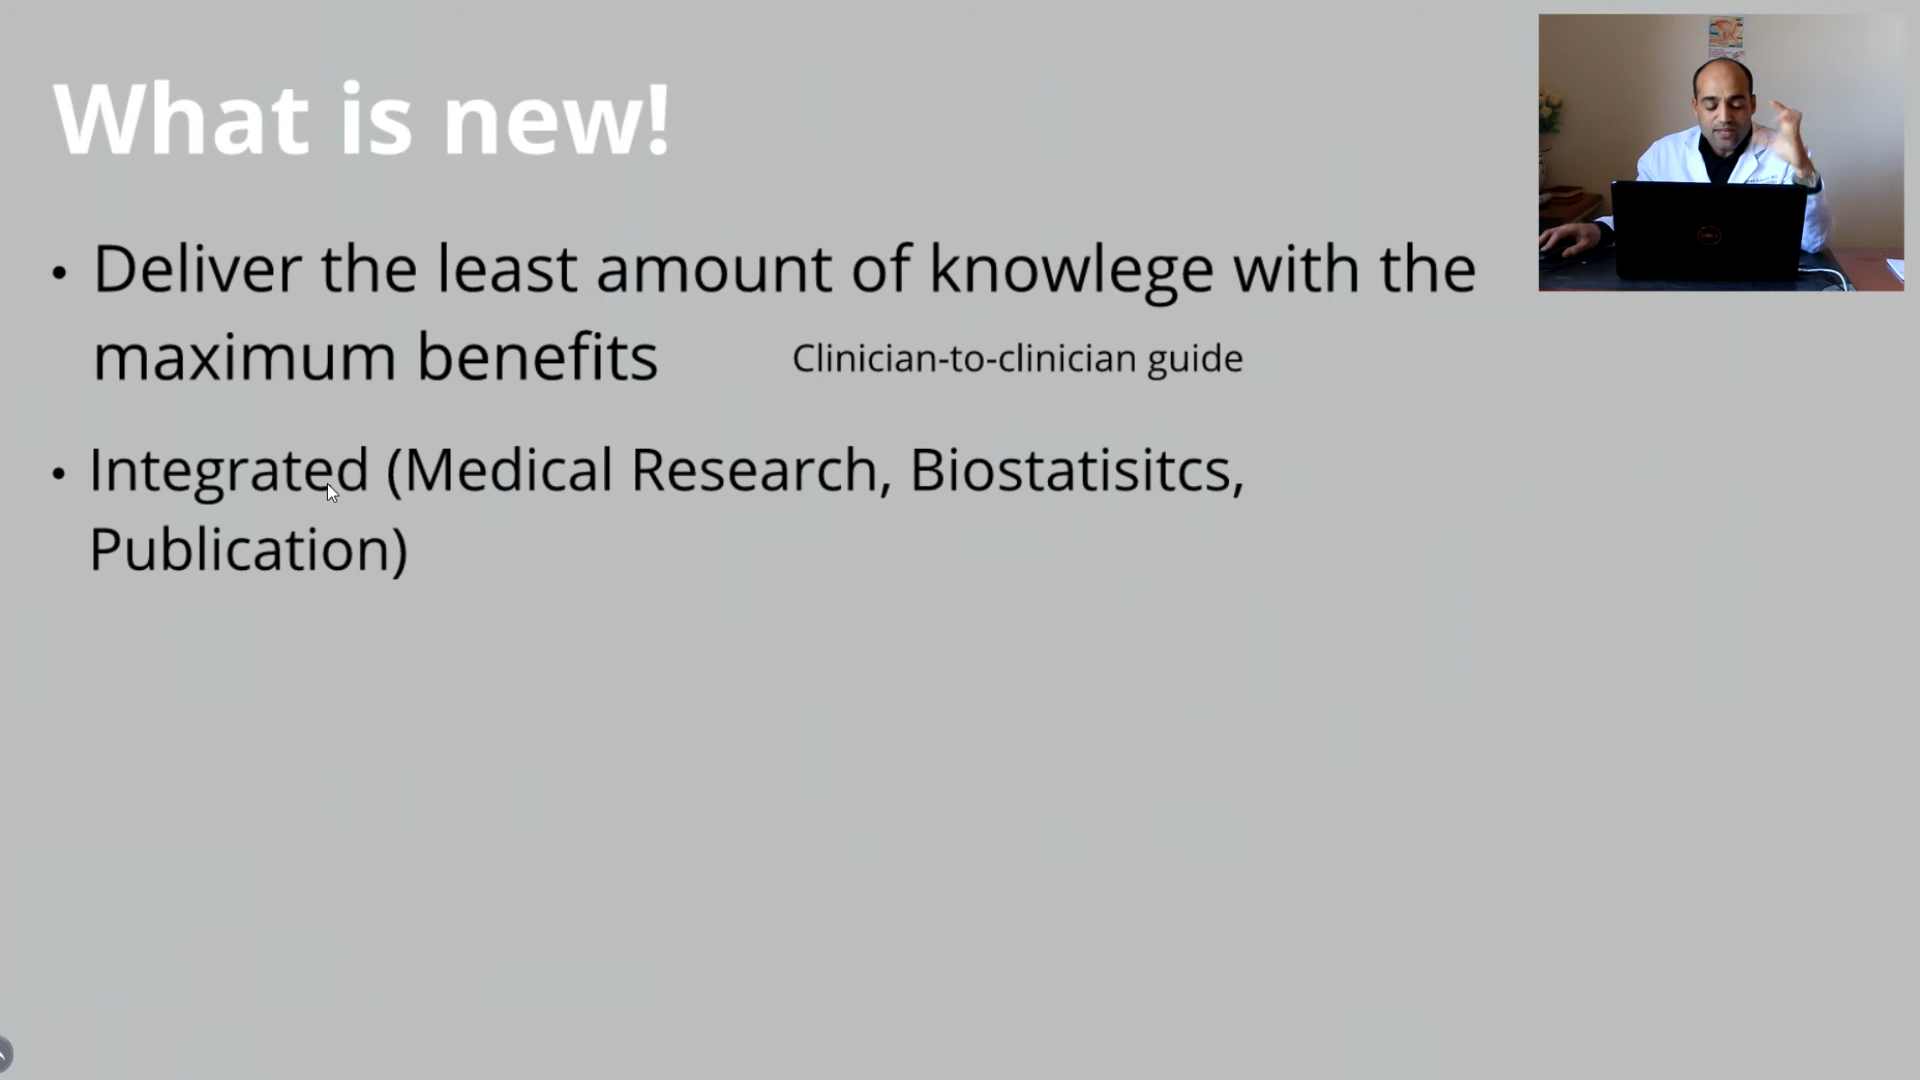 What is new!
• Deliver the least amount of knowlege with the
maximum benefits
Clinician-to-clinician guide
• Integrated (Medical Research, Biostatisitcs,
Publication)